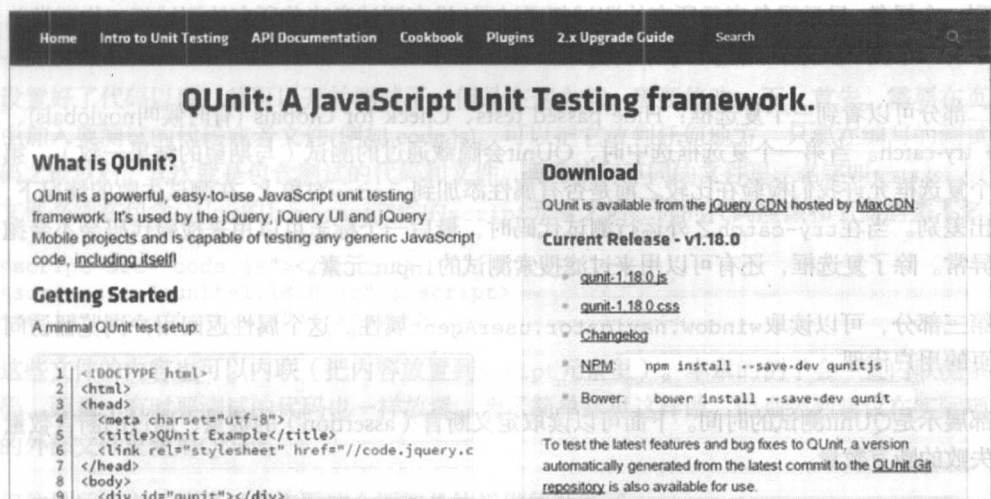 Home Intro to Unit Testing API Documentation Cookbook Plugins 2.x Upgrade Guide Search
QUnit: A JavaScript Unit Testing framework.
What is QUnit?
QUnit is a powerful, easy-to-use JavaScript unit testing
framework. It's used by the jQuery, jQuery UI and jQuery
Mobile projects and is capable of testing any generic JavaScript
code, including itself!
Getting Started
A minimal QUnit test setup:
1 <!DOCTYPE html>
2 <html>
3 <head>
4 <meta charset="utf-8">
5 <title>QUnit Example</title>
6 <link rel="stylesheet" href="//code.jquery.c
7 </head>
8 <body>
9 <div id="qunit"></div>
Download
QUnit is available from the jQuery CDN hosted by MaxCDN.
Current Release - v1.18.0
qunit-1.18.0.js
qunit-1.18.0.css
Changelog
NPM: npm install --save-dev qunitjs
Bower: bower install --save-dev qunit
To test the latest features and bug fixes to QUnit, a version
automatically generated from the latest commit to the QUnit Git
repository is also available for use.